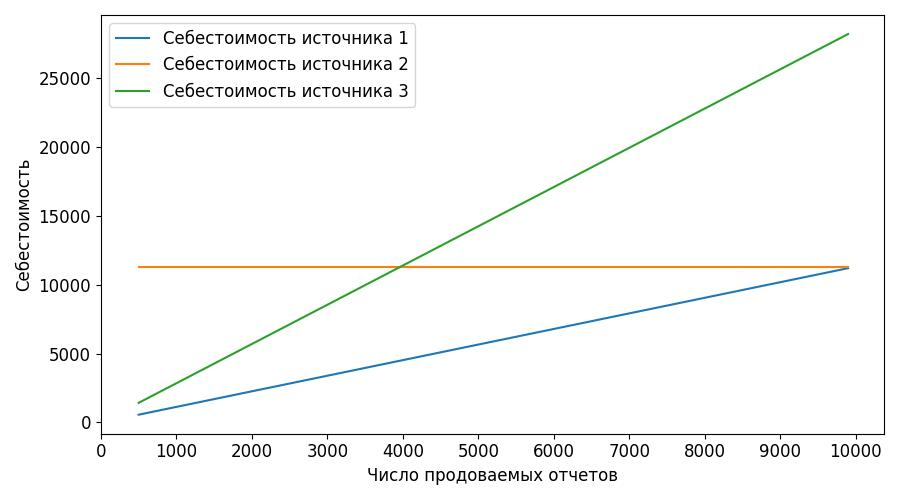 Себестоимость источника 1
Себестоимость источника 2
Себестоимость источника 3
Себестоимость
25000
20000
15000
10000
5000
0
0 1000 2000 3000 4000 5000 6000 7000 8000 9000 10000
Число продоваемых отчетов